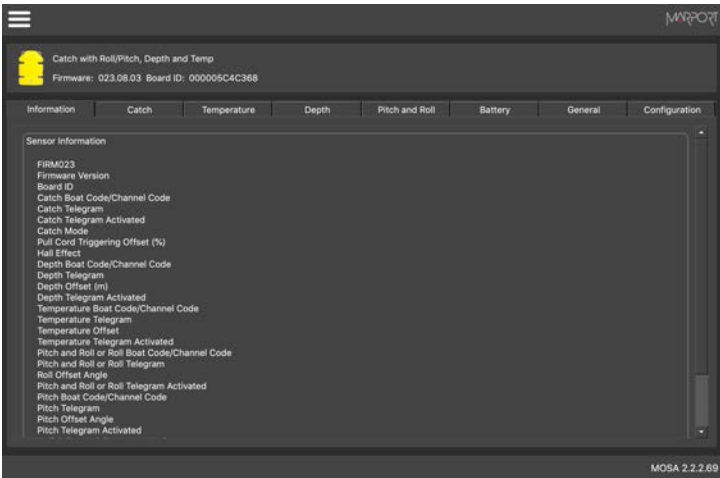 MARPORT
Catch with Roll/Pitch, Depth and Temp
Firmware: 023.08.03 Board ID: 000005C4C368
Information Catch Temperature Depth Pitch and Roll Battery General Configuration
Sensor Information
FIRM023
Firmware Version
Board ID
Catch Boat Code/Channel Code
Catch Telegram
Catch Telegram Activated
Catch Mode
Pull Cord Triggering Offset (%)
Hall Effect
Depth Boat Code/Channel Code
Depth Telegram
Depth Offset (m)
Depth Telegram Activated
Temperature Boat Code/Channel Code
Temperature Telegram
Temperature Offset
Temperature Telegram Activated
Pitch and Roll or Roll Boat Code/Channel Code
Pitch and Roll or Roll Telegram
Roll Offset Angle
Pitch and Roll or Roll Telegram Activated
Pitch Boat Code/Channel Code
Pitch Telegram
Pitch Offset Angle
Pitch Telegram Activated
MOSA 2.2.2.69